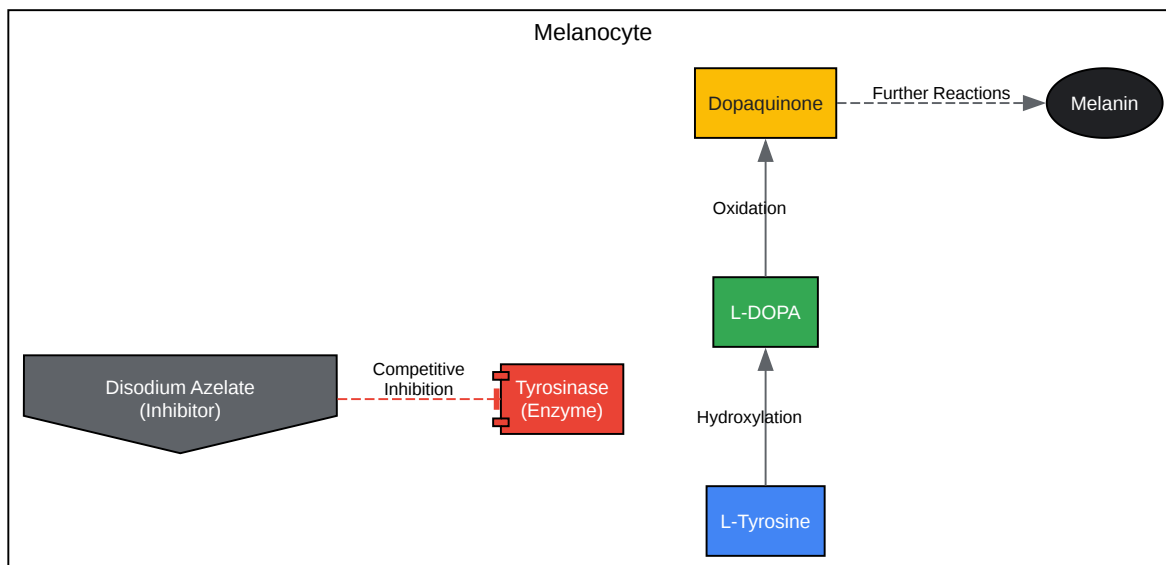 Melanocyte
Dopaquinone
Further Reactions
Melanin
Oxidation
L-DOPA
Disodium Azelate
(Inhibitor)
Competitive
Inhibition
Tyrosinase
(Enzyme)
Hydroxylation
L-Tyrosine